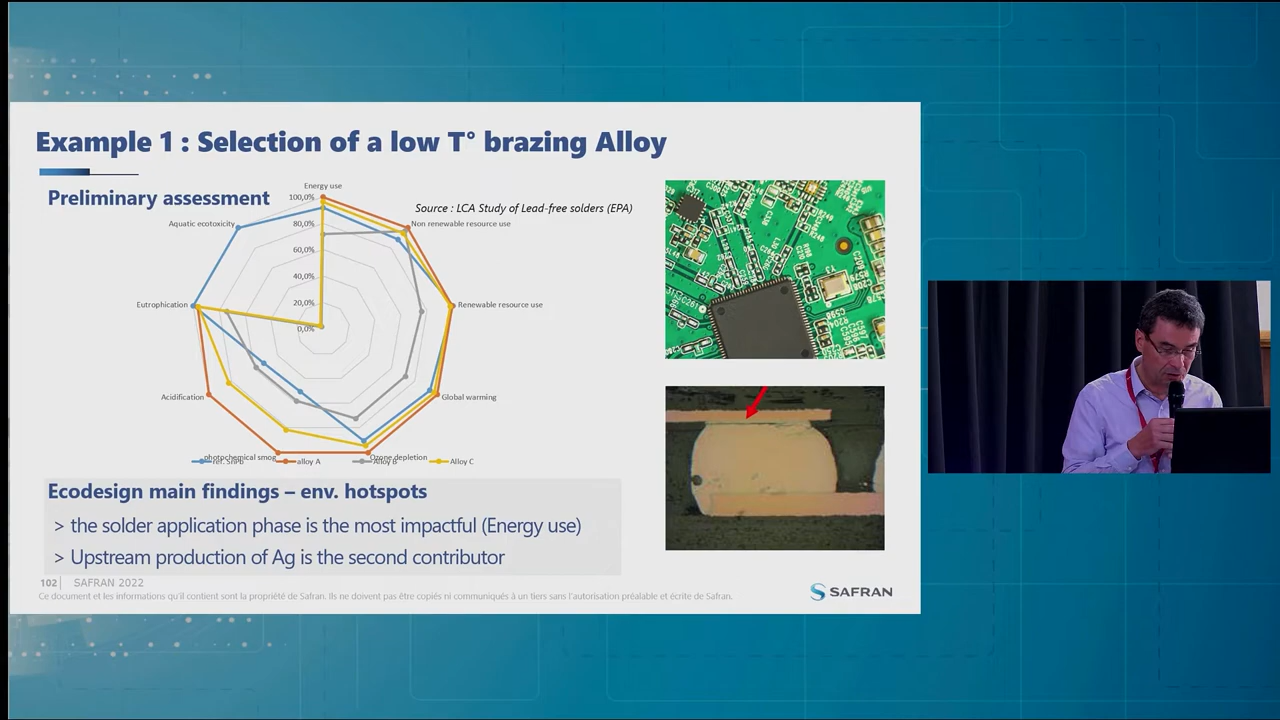 Example 1 : Selection of a low T° brazing Alloy
Preliminary assessment
Source : LCA Study of Lead-free solders (EPA)
Energy use
100,0%
80,0%
60,0%
40,0%
20,0%
0,0%
Non renewable resource use
Renewable resource use
Global warming
Ozone depletion
photochemical smog
Acidification
Eutrophication
Aquatic ecotoxicity
ref. SnPb
alloy A
Alloy B
Alloy C
Ecodesign main findings – env. hotspots
> the solder application phase is the most impactful (Energy use)
> Upstream production of Ag is the second contributor
102 | SAFRAN 2022
Ce document et les informations qu'il contient sont la propriété de Safran. Ils ne doivent pas être copiés ni communiqués à un tiers sans l'autorisation préalable et écrite de Safran.
SAFRAN